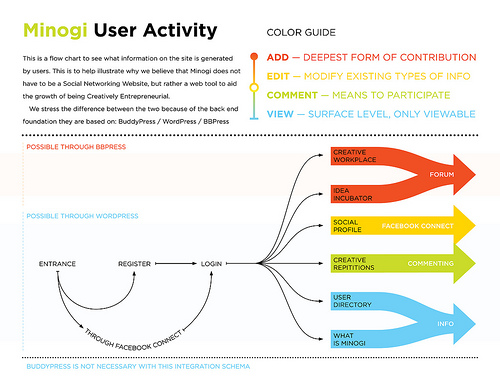 Minogi User Activity
This is a flow chart to see what information on the site is generated
by users. This is to help illustrate why we believe that Minogi does not
have to be a Social Networking Website, but rather a web tool to aid
the growth of being Creatively Entrepreneurial.
We stress the difference between the two because of the back end
foundation they are based on: BuddyPress / WordPress / BBPress
COLOR GUIDE
ADD — DEEPEST FORM OF CONTRIBUTION
EDIT — MODIFY EXISTING TYPES OF INFO
COMMENT — MEANS TO PARTICIPATE
VIEW — SURFACE LEVEL, ONLY VIEWABLE
POSSIBLE THROUGH BBPRESS
POSSIBLE THROUGH WORDPRESS
ENTRANCE
REGISTER
LOGIN
THROUGH FACEBOOK CONNECT
CREATIVE
WORKPLACE
IDEA
INCUBATOR
FORUM
SOCIAL
PROFILE
FACEBOOK CONNECT
CREATIVE
REPITIONS
COMMENTING
USER
DIRECTORY
WHAT
IS MINOGI
INFO
BUDDYPRESS IS NOT NECESSARY WITH THIS INTEGRATION SCHEMA